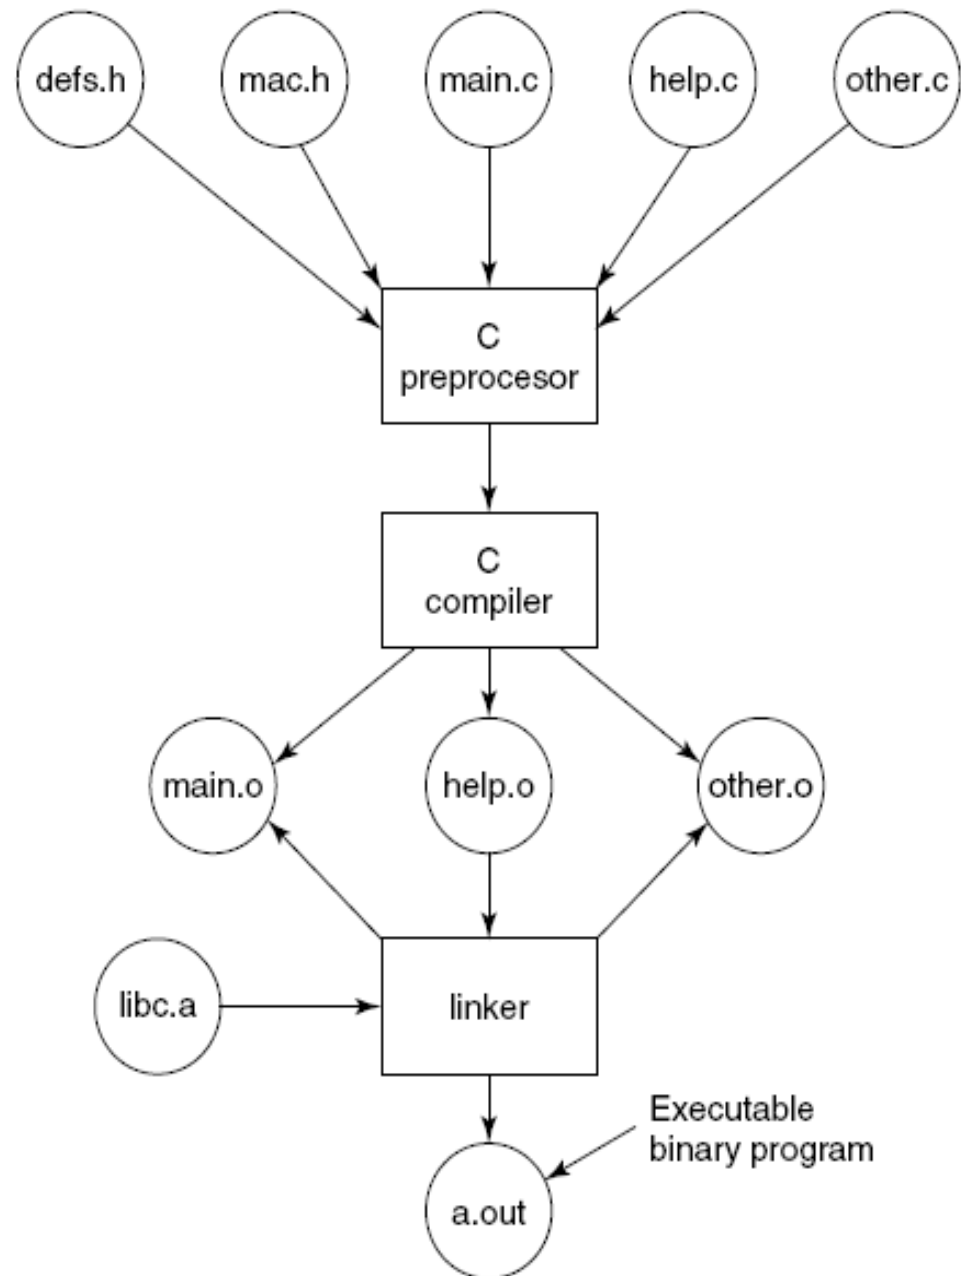 defs.h
mac.h
main.c
help.c
other.c
C
preprocesor
C
compiler
main.o
help.o
other.o
libc.a
linker
Executable
binary program
a.out